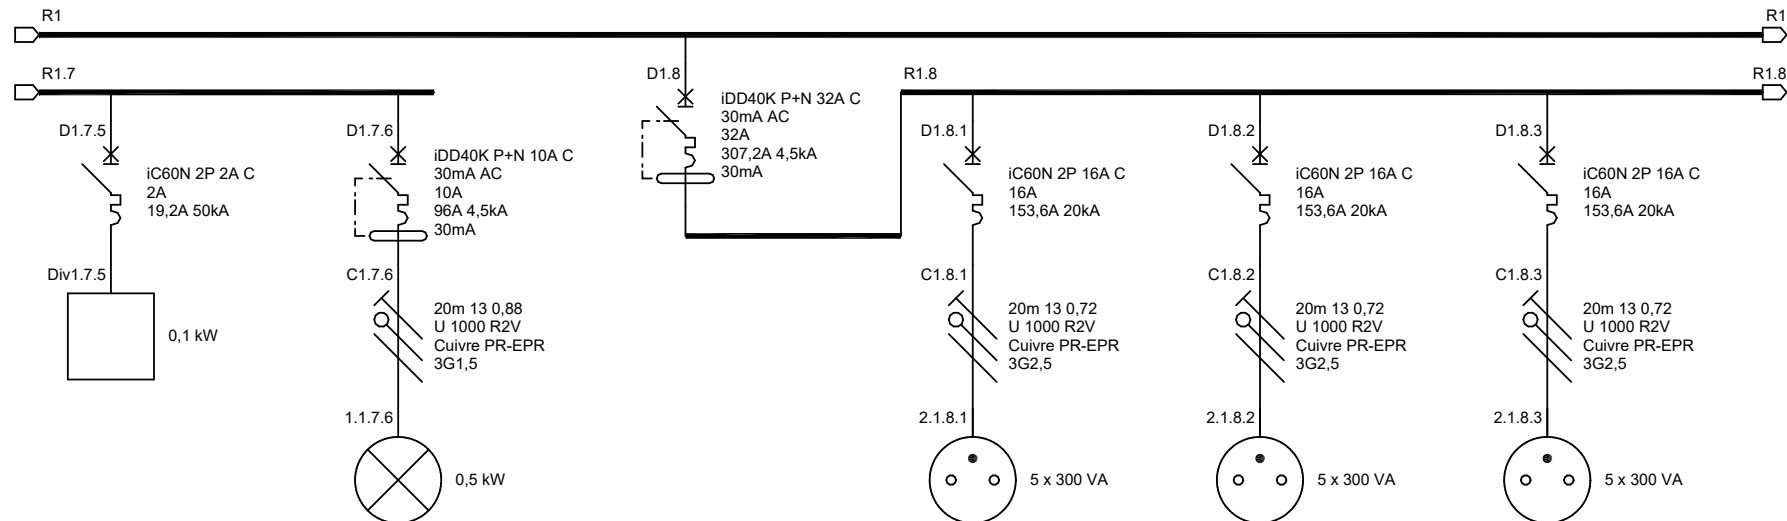 R1
R1
R1.7
D1.8
R1.8
R1.8
iDD40K P+N 32A C
30mA AC
32A
307,2A 4,5kA
30mA
D1.7.5
iC60N 2P 2A C
2A
19,2A 50kA
D1.7.6
iDD40K P+N 10A C
30mA AC
10A
96A 4,5kA
30mA
D1.8.1
iC60N 2P 16A C
16A
153,6A 20kA
D1.8.2
iC60N 2P 16A C
16A
153,6A 20kA
D1.8.3
iC60N 2P 16A C
16A
153,6A 20kA
Div1.7.5
0,1 kW
C1.7.6
20m 13 0,88
U 1000 R2V
Cuivre PR-EPR
3G1,5
C1.8.1
20m 13 0,72
U 1000 R2V
Cuivre PR-EPR
3G2,5
C1.8.2
20m 13 0,72
U 1000 R2V
Cuivre PR-EPR
3G2,5
C1.8.3
20m 13 0,72
U 1000 R2V
Cuivre PR-EPR
3G2,5
1.1.7.6
0,5 kW
2.1.8.1
5 x 300 VA
2.1.8.2
5 x 300 VA
2.1.8.3
5 x 300 VA